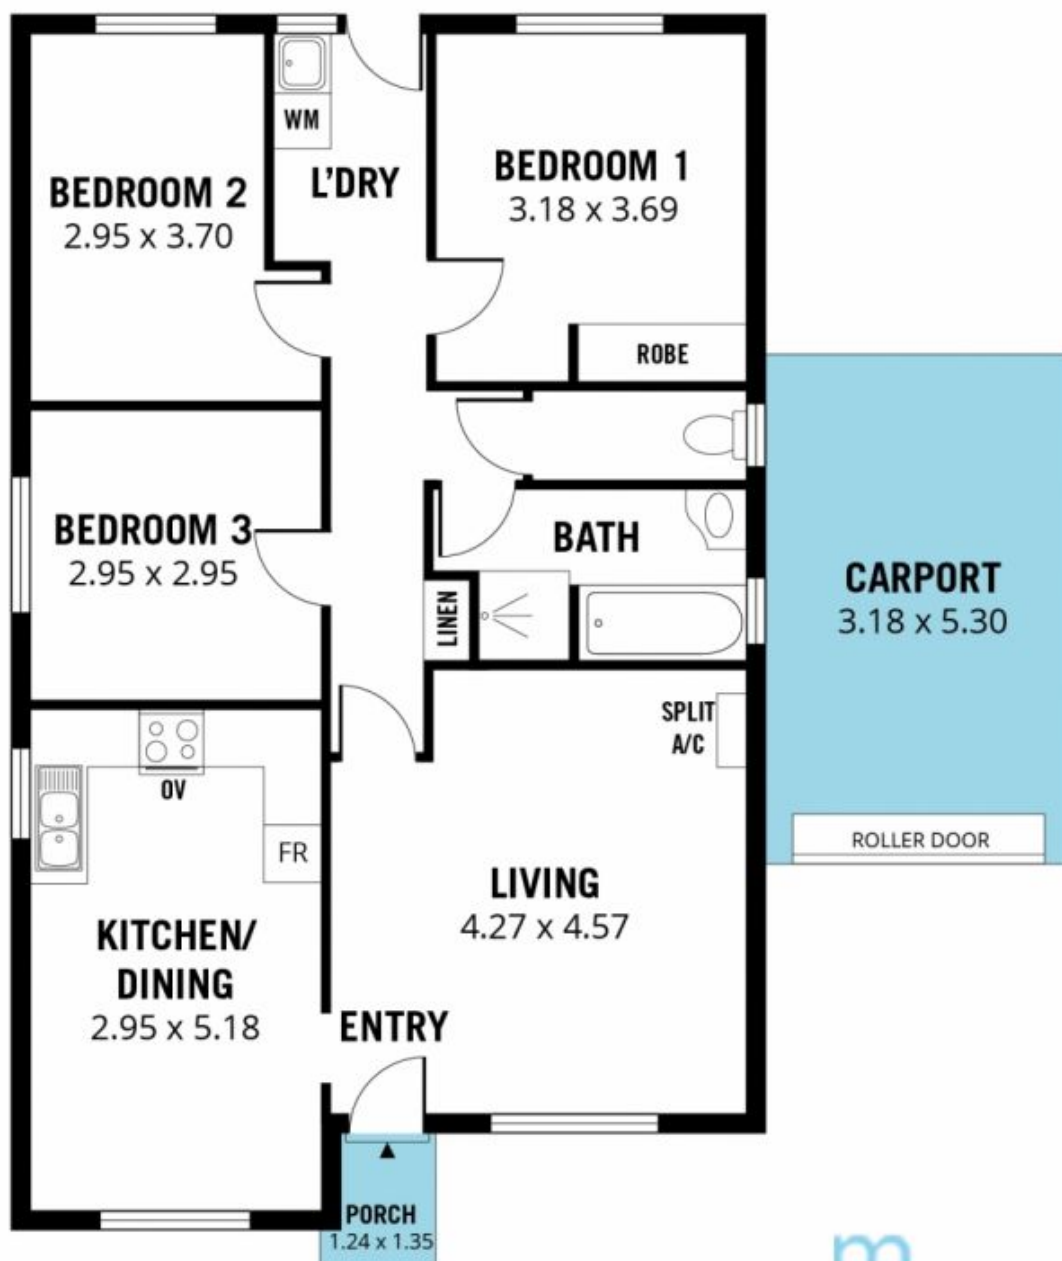 WM
L'DRY
BEDROOM 1
3.18 x 3.69
BEDROOM 2
2.95 x 3.70
ROBE
BEDROOM 3
2.95 x 2.95
BATH
LINEN
CARPORT
3.18 x 5.30
SPLIT
A/C
OV
FR
ROLLER DOOR
LIVING
4.27 x 4.57
KITCHEN/
DINING
2.95 x 5.18
ENTRY
PORCH
1.24 x 1.35
m